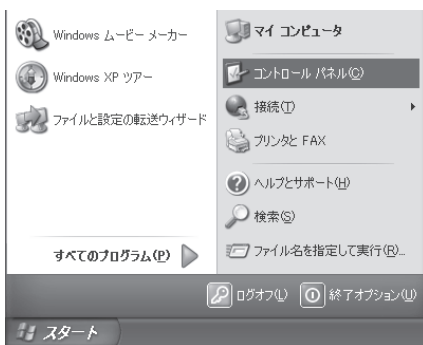 Windows ムービー メーカー
Windows XP ツアー
ファイルと設定の転送ウィザード
すべてのプログラム(P)
マイ コンピュータ
コントロール パネル(C)
接続(T)
プリンタと FAX
ヘルプとサポート(H)
検索(S)
ファイル名を指定して実行(R)...
ログオフ(L)
終了オプション(U)
スタート